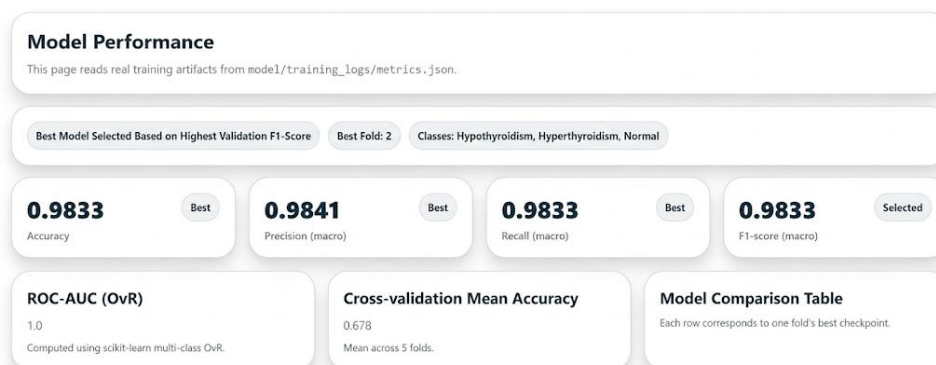 Model Performance
This page reads real training artifacts from model/training_logs/metrics.json.
Best Model Selected Based on Highest Validation F1-Score
Best Fold: 2
Classes: Hypothyroidism, Hyperthyroidism, Normal
0.9833
Best
Accuracy
0.9841
Best
Precision (macro)
0.9833
Best
Recall (macro)
0.9833
Selected
F1-score (macro)
ROC-AUC (OvR)
1.0
Computed using scikit-learn multi-class OvR.
Cross-validation Mean Accuracy
0.678
Mean across 5 folds.
Model Comparison Table
Each row corresponds to one fold's best checkpoint.